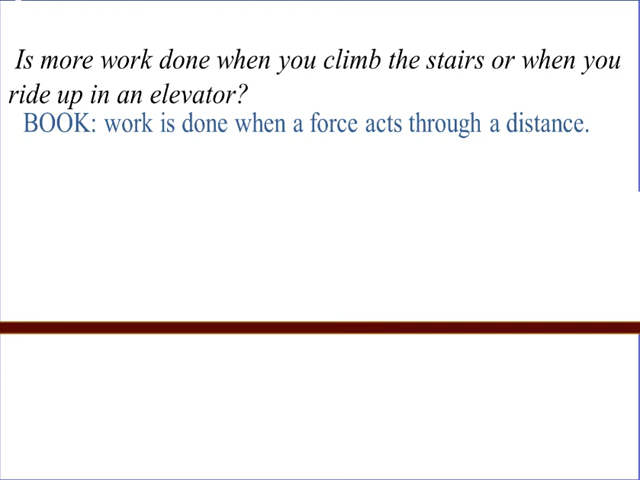 Is more work done when you climb the stairs or when you
ride up in an elevator?
BOOK: work is done when a force acts through a distance.